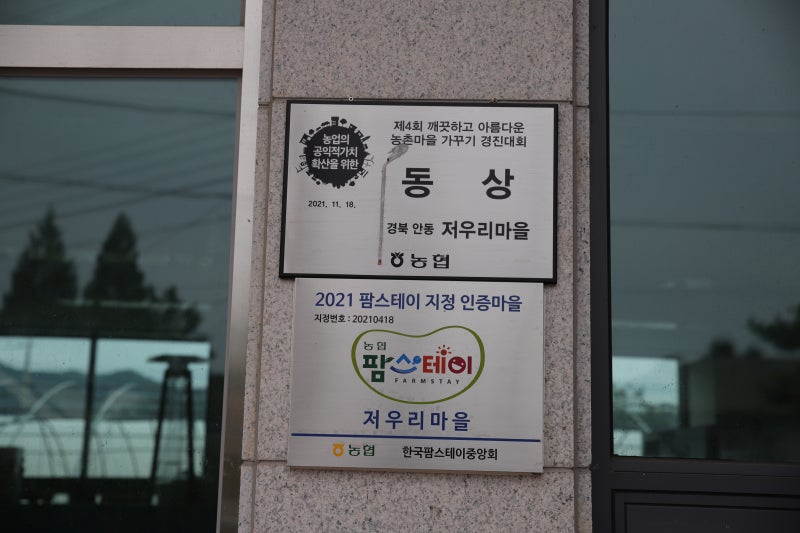 농업의
공익적가치
확산을 위한
2021. 11. 18.
제4회 깨끗하고 아름다운
농촌마을 가꾸기 경진대회
동 상
경북 안동 저우리마을
농협
2021 팜스테이 지정 인증마을
지정번호 : 20210418
농협
팜스테이
FARMSTAY
저우리마을
농협 한국팜스테이중앙회